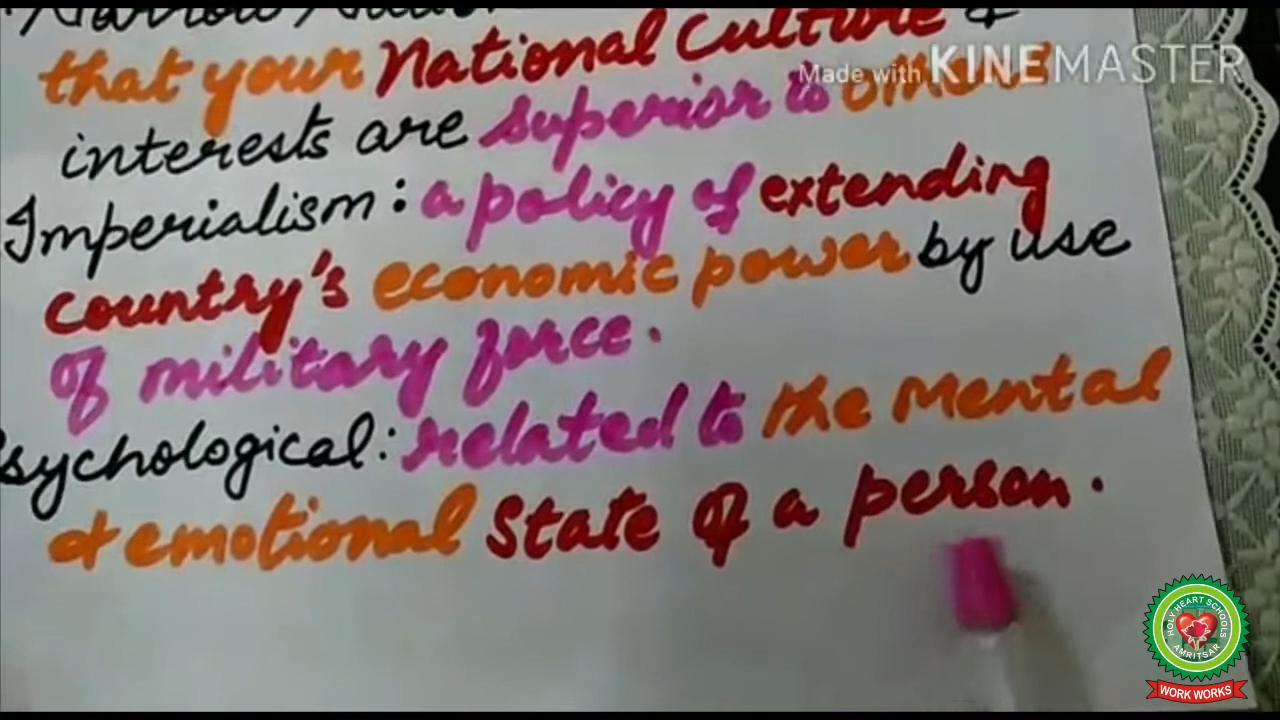 that your National Culture &
interests are superior to
Imperialism: a policy of extending
country's economic power by use
of military force.
sychological: related to the Mental
& emotional State of a person.
Made with KINEMASTER
HOLY HEART SCHOOLS
AMRITSAR
WORK WORKS